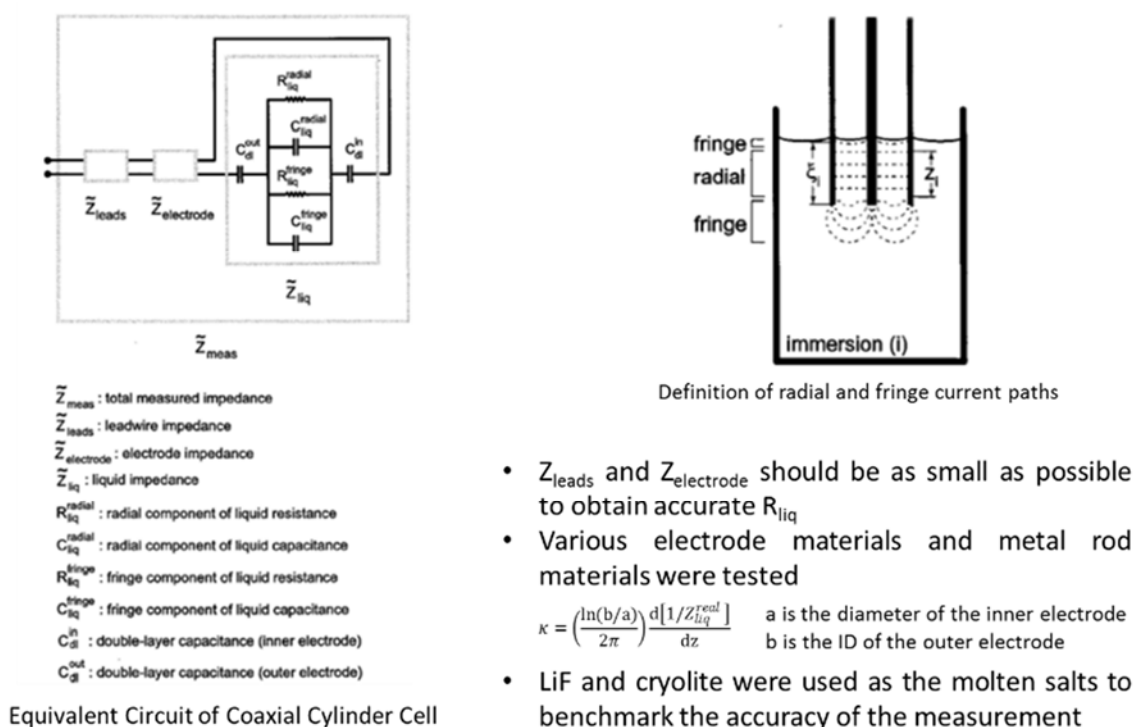 R_liq^radial
C_liq^radial
C_dl^out
C_dl^in
R_liq^fringe
C_liq^fringe
Z̃_leads
Z̃_electrode
Z̃_liq
Z̃_meas
Z̃_meas : total measured impedance
Z̃_leads : leadwire impedance
Z̃_electrode : electrode impedance
Z̃_liq : liquid impedance
R_liq^radial : radial component of liquid resistance
C_liq^radial : radial component of liquid capacitance
R_liq^fringe : fringe component of liquid resistance
C_liq^fringe : fringe component of liquid capacitance
C_dl^in : double-layer capacitance (inner electrode)
C_dl^out : double-layer capacitance (outer electrode)
Equivalent Circuit of Coaxial Cylinder Cell
fringe
radial
fringe
ξ_i
z_i
immersion (i)
Definition of radial and fringe current paths
• Z_leads and Z_electrode should be as small as possible
to obtain accurate R_liq
• Various electrode materials and metal rod
materials were tested
κ = (ln(b/a)/2π) d[1/Z_liq^real]/dz
a is the diameter of the inner electrode
b is the ID of the outer electrode
• LiF and cryolite were used as the molten salts to
benchmark the accuracy of the measurement